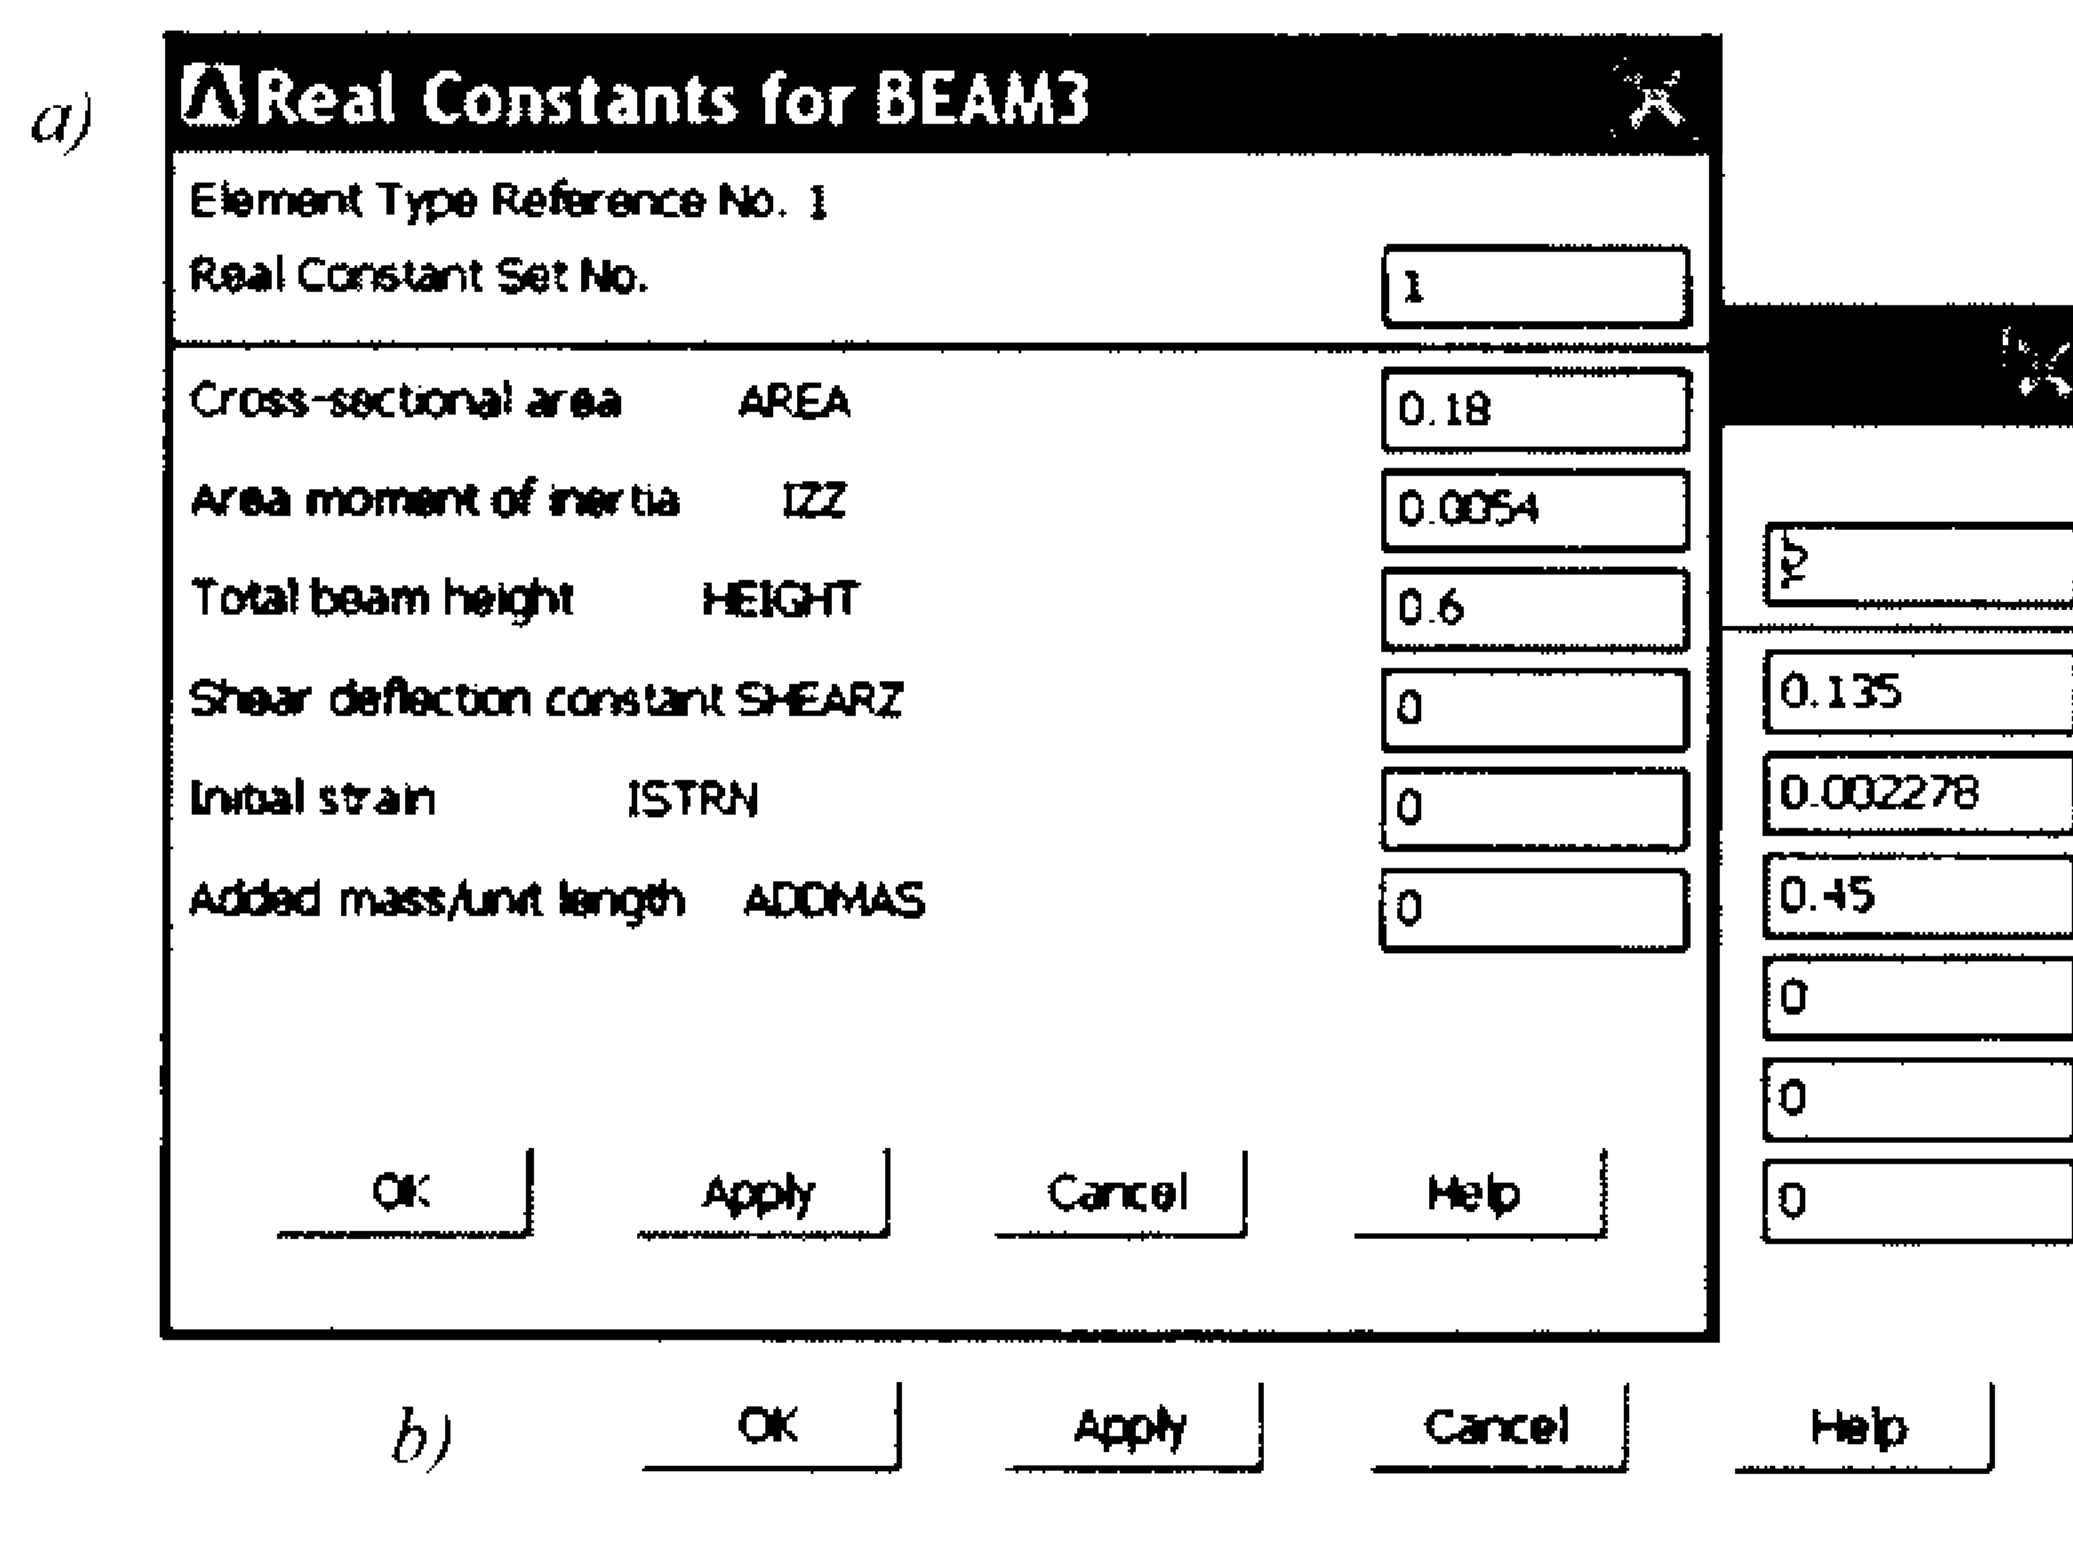 a)
Real Constants for BEAM3
Element Type Reference No. 1
Real Constant Set No. 1
Cross-sectional area AREA 0.18
Area moment of inertia IZZ 0.0054
Total beam height HEIGHT 0.6
Shear deflection constant SHEARZ 0
Initial strain ISTRN 0
Added mass/unit length ADDMAS 0
OK Apply Cancel Help
0.135
0.002278
0.45
0
0
0
b)
OK Apply Cancel Help